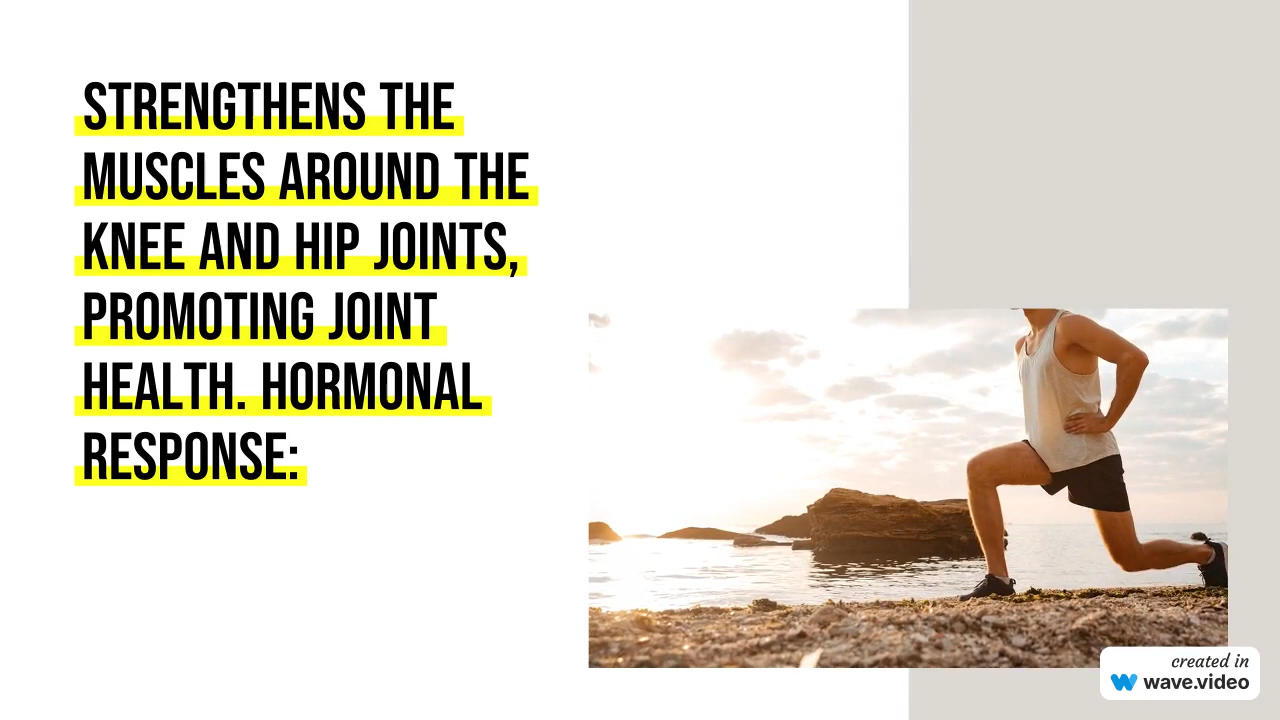 STRENGTHENS THE
MUSCLES AROUND THE
KNEE AND HIP JOINTS,
PROMOTING JOINT
HEALTH. HORMONAL
RESPONSE:
created in
wave.video